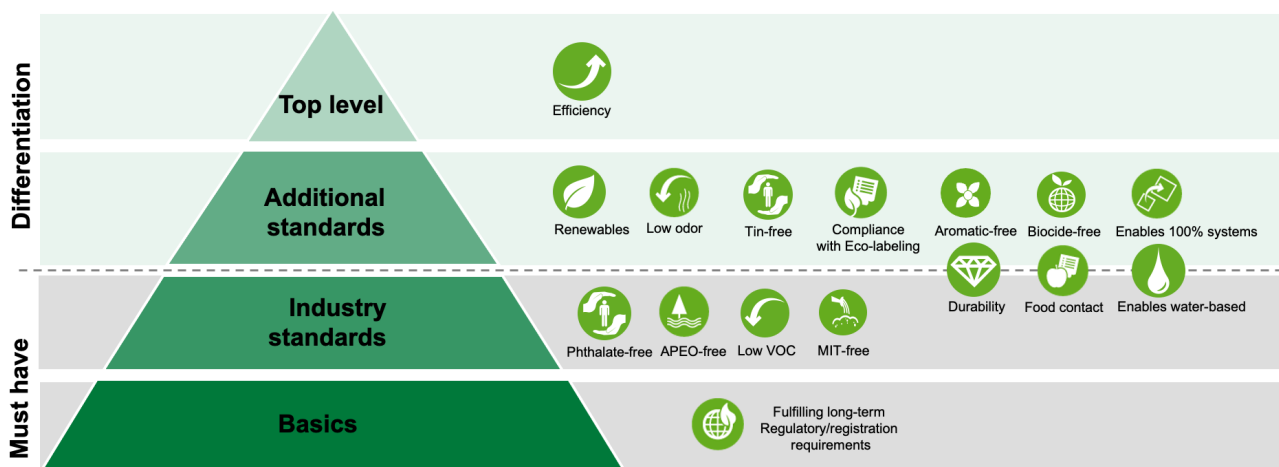 Differentiation
Top level
Efficiency
Additional
standards
Renewables
Low odor
Tin-free
Compliance
with Eco-labeling
Aromatic-free
Biocide-free
Enables 100% systems
Must have
Industry
standards
Durability
Food contact
Enables water-based
Phthalate-free
APEO-free
Low VOC
MIT-free
Basics
Fulfilling long-term
Regulatory/registration
requirements